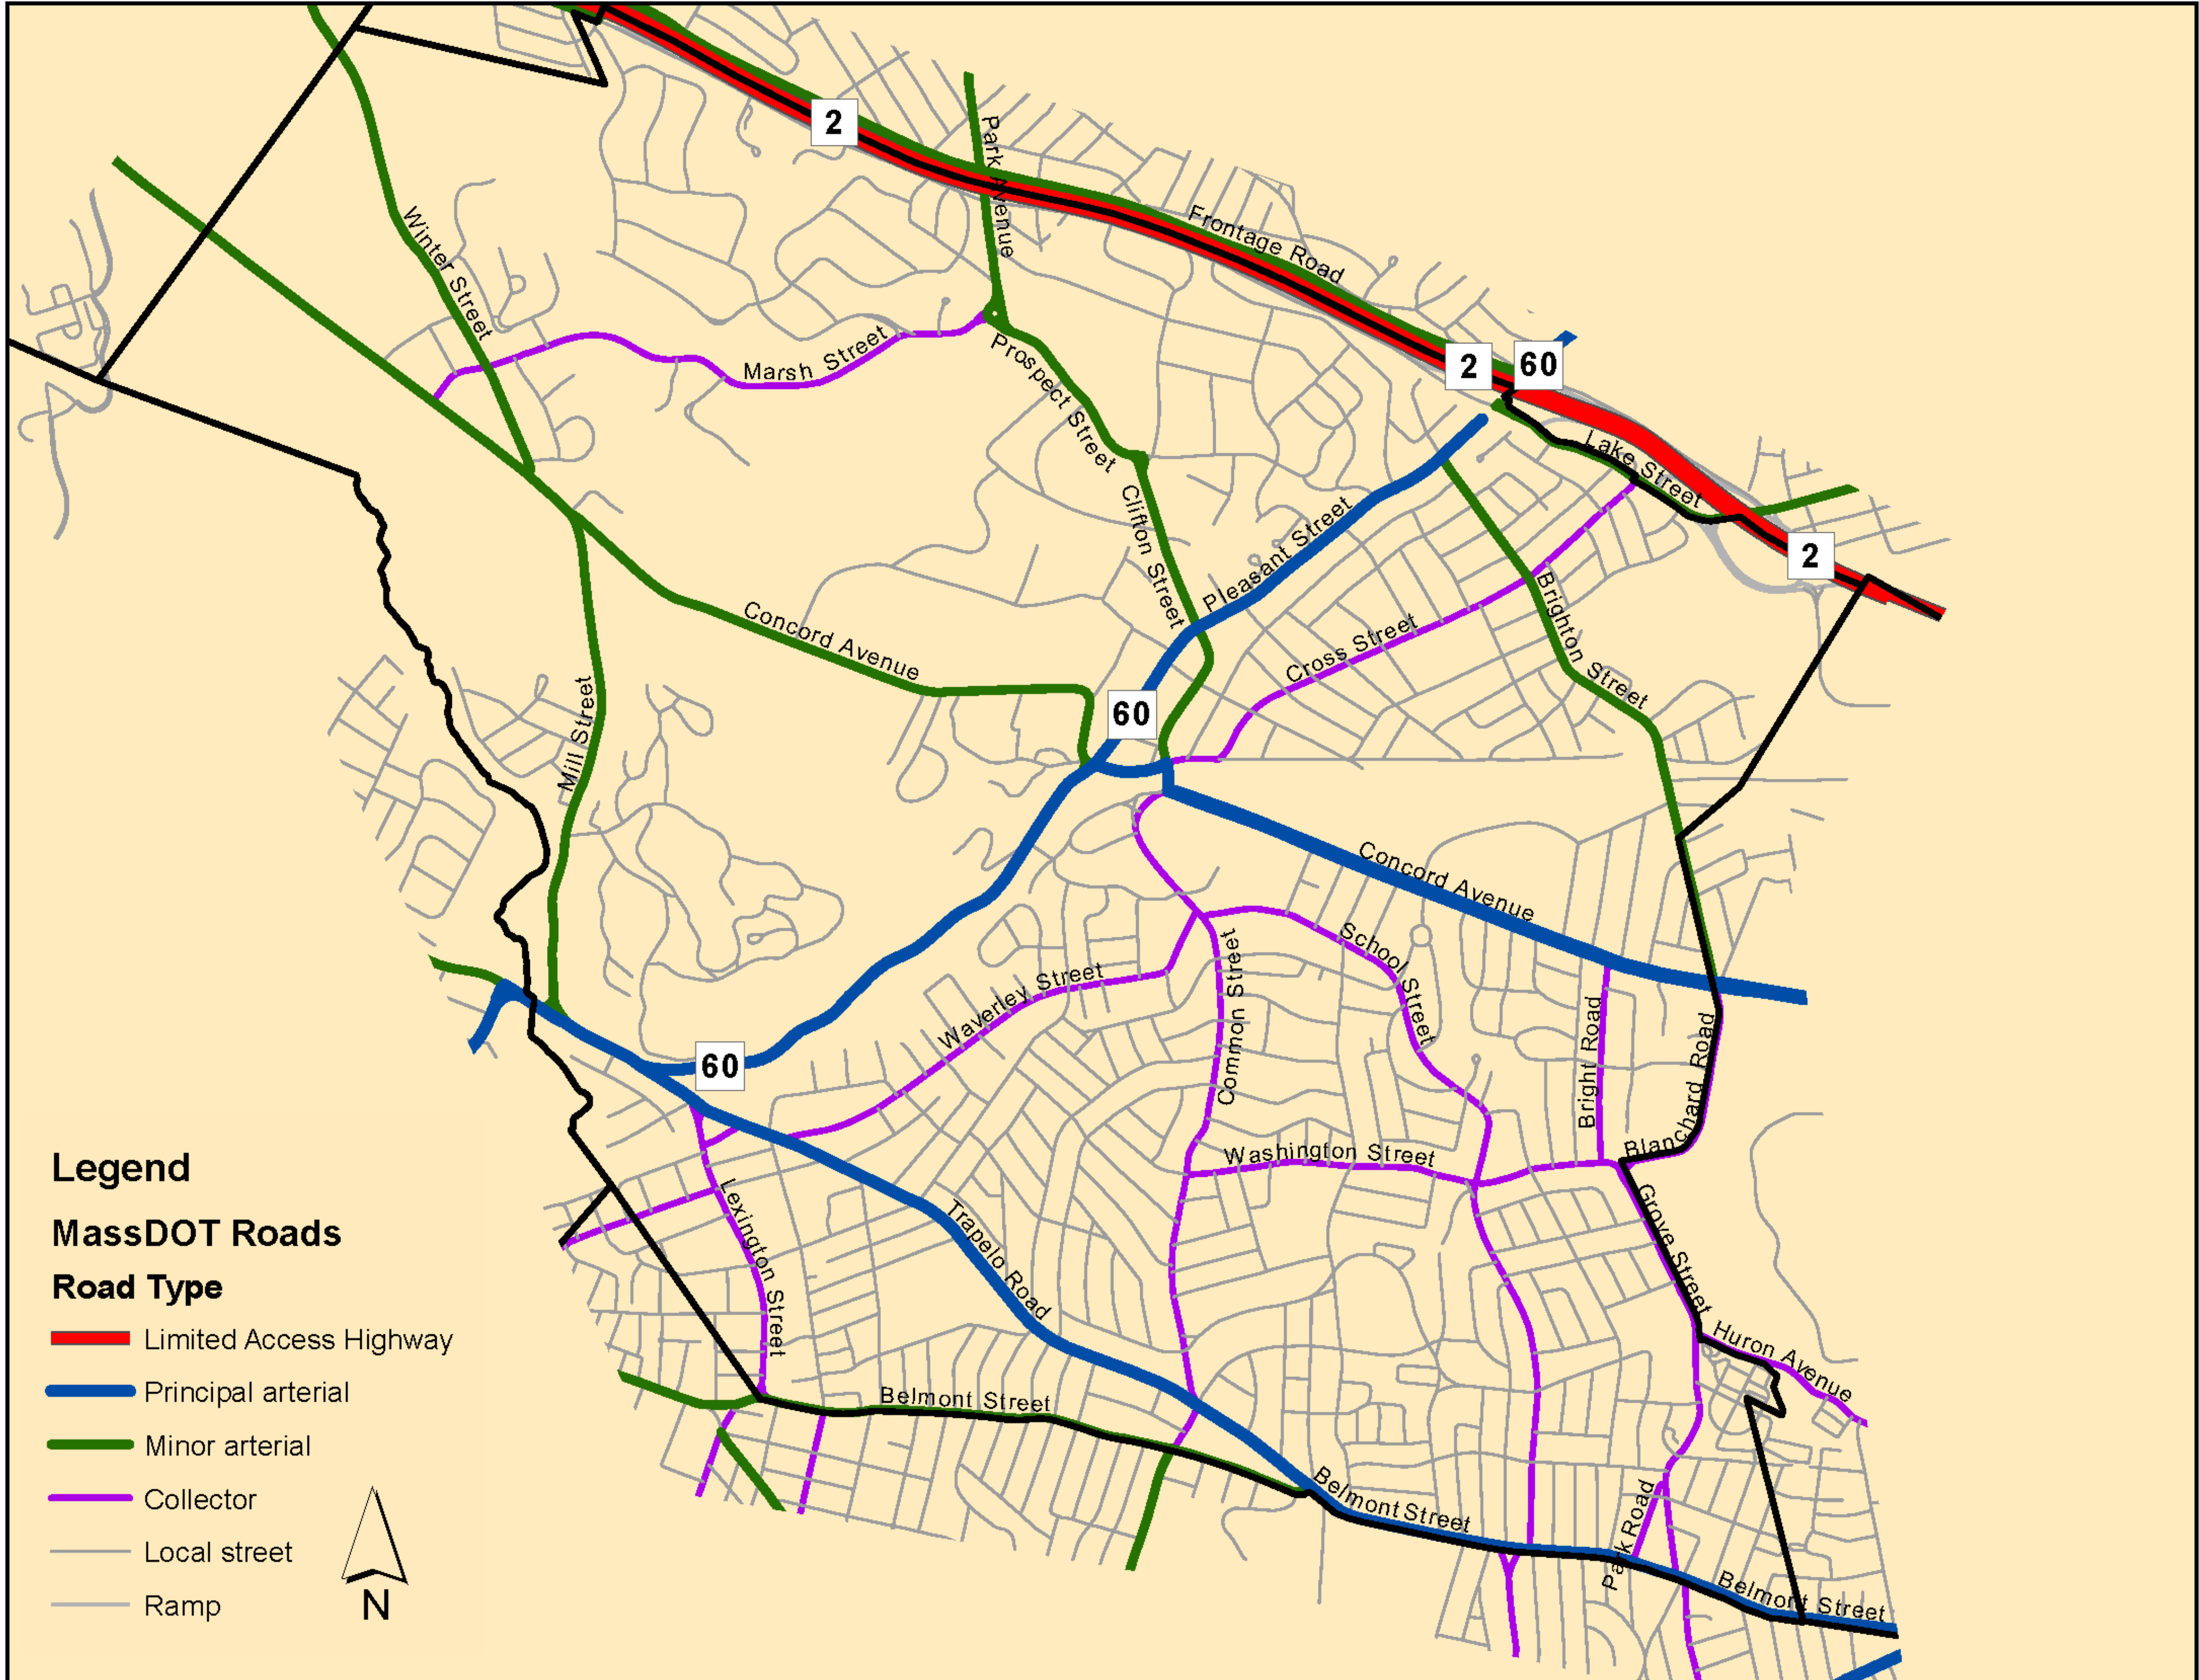 2
Park Avenue
Frontage Road
Winter Street
Marsh Street
Prospect Street
2
60
Lake Street
Clifton Street
Pleasant Street
2
Brighton Street
Cross Street
Concord Avenue
Mill Street
60
Concord Avenue
School Street
Common Street
Waverley Street
Bright Road
Blanchard Road
60
Washington Street
Lexington Street
Trapelo Road
Grove Street
Huron Avenue
Belmont Street
Belmont Street
Park Road
Belmont Street
Legend
MassDOT Roads
Road Type
Limited Access Highway
Principal arterial
Minor arterial
Collector
Local street
Ramp
N